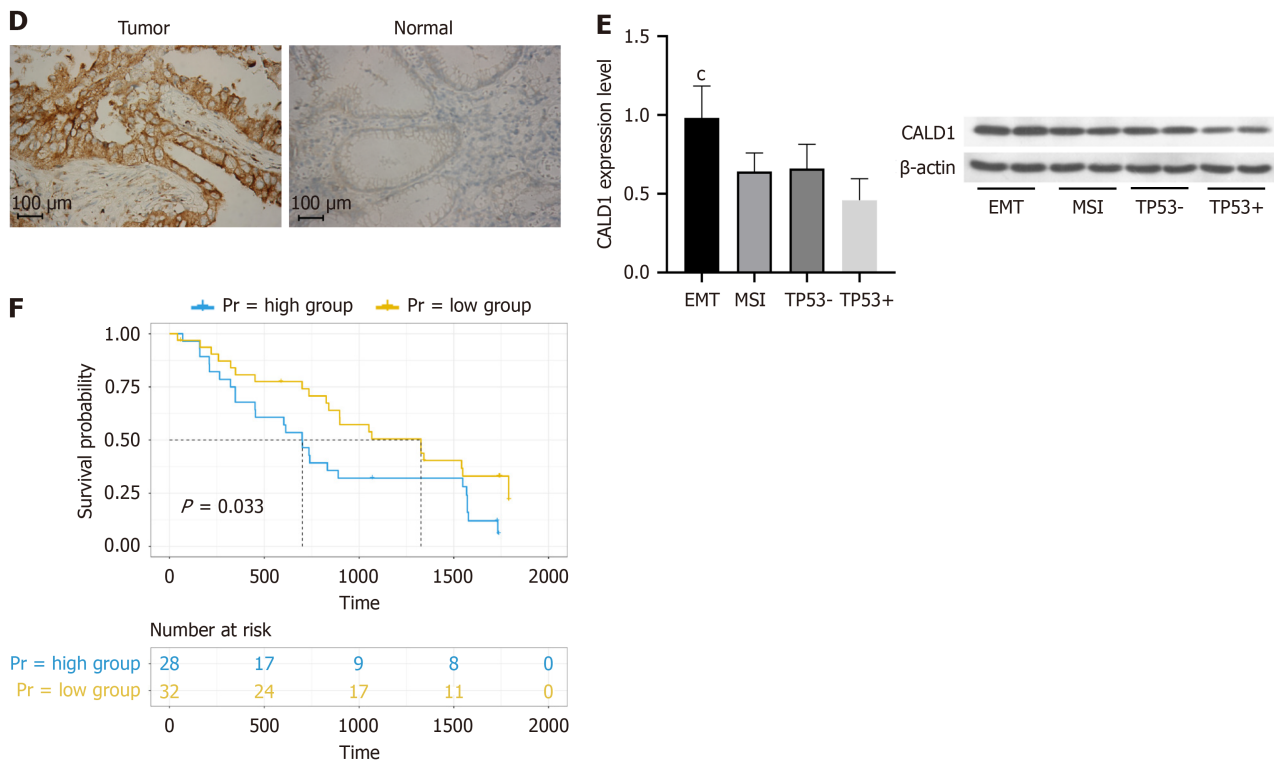 D
Tumor Normal
100 μm 100 μm
E
CALD1 expression level
1.5
1.0
0.5
0.0
c
EMT MSI TP53- TP53+
CALD1
β-actin
EMT MSI TP53- TP53+
F
Pr = high group Pr = low group
Survival probability
1.00
0.75
0.50
0.25
0.00
P = 0.033
0 500 1000 1500 2000
Time
Number at risk
Pr = high group 28 17 9 8 0
Pr = low group 32 24 17 11 0
0 500 1000 1500 2000
Time